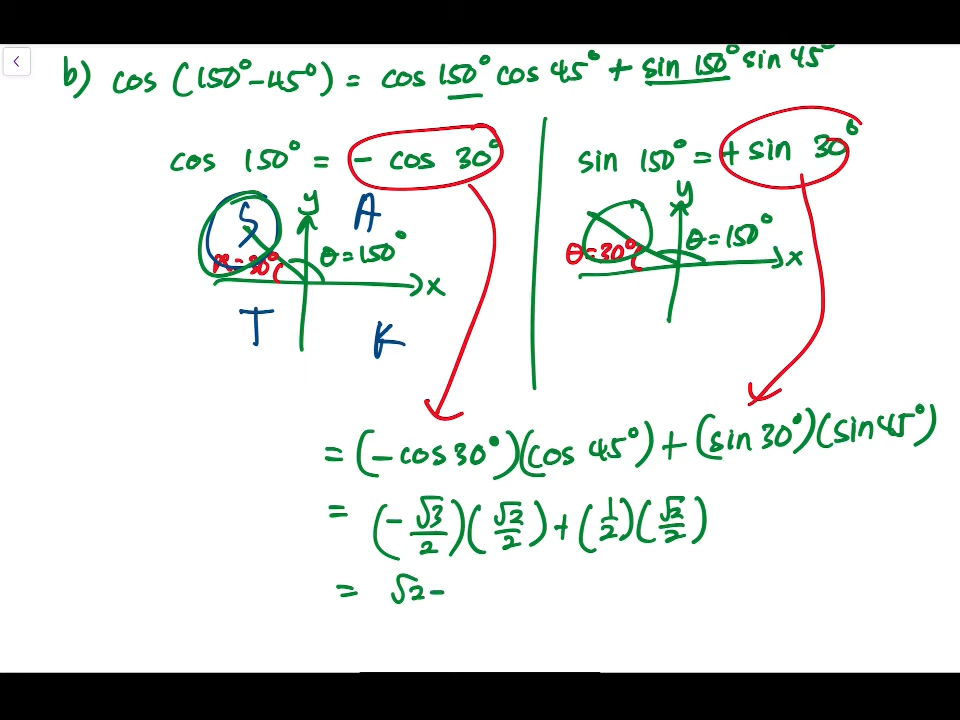 b) cos (150° - 45°) = cos 150° cos 45° + sin 150° sin 45°
cos 150° = - cos 30°
sin 150° = + sin 30°
y
S
A
θ = 150°
x
T
K
y
θ = 150°
θ = 30°
x
= (- cos 30°)(cos 45°) + (sin 30°)(sin 45°)
= (- √3/2)(√2/2) + (1/2)(√2/2)
= √2 -